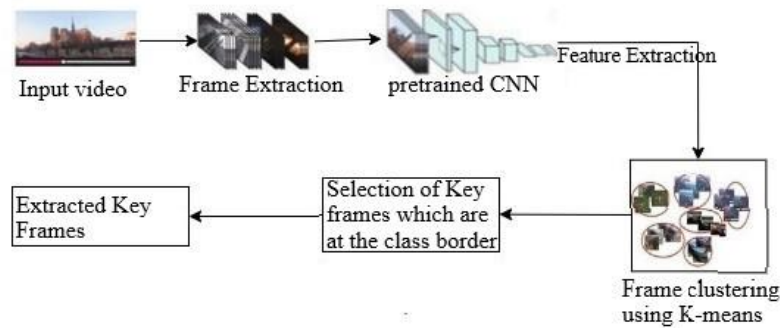 Input video
Frame Extraction
pretrained CNN
Feature Extraction
Frame clustering
using K-means
Selection of Key
frames which are
at the class border
Extracted Key
Frames